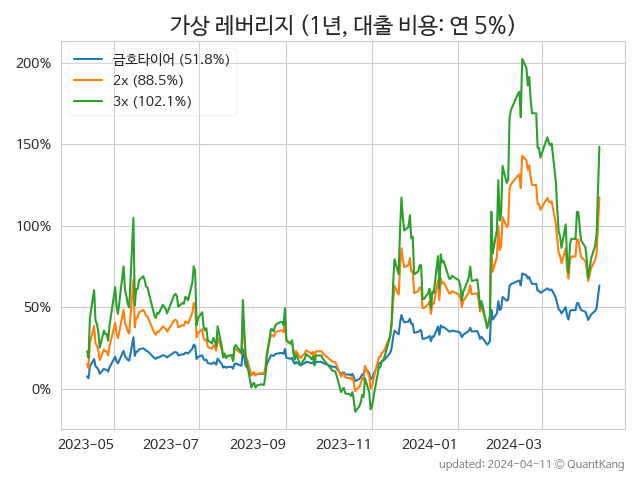 가상 레버리지 (1년, 대출 비용: 연 5%)
금호타이어 (51.8%)
2x (88.5%)
3x (102.1%)
200%
150%
100%
50%
0%
2023-05 2023-07 2023-09 2023-11 2024-01 2024-03
updated: 2024-04-11 © QuantKang